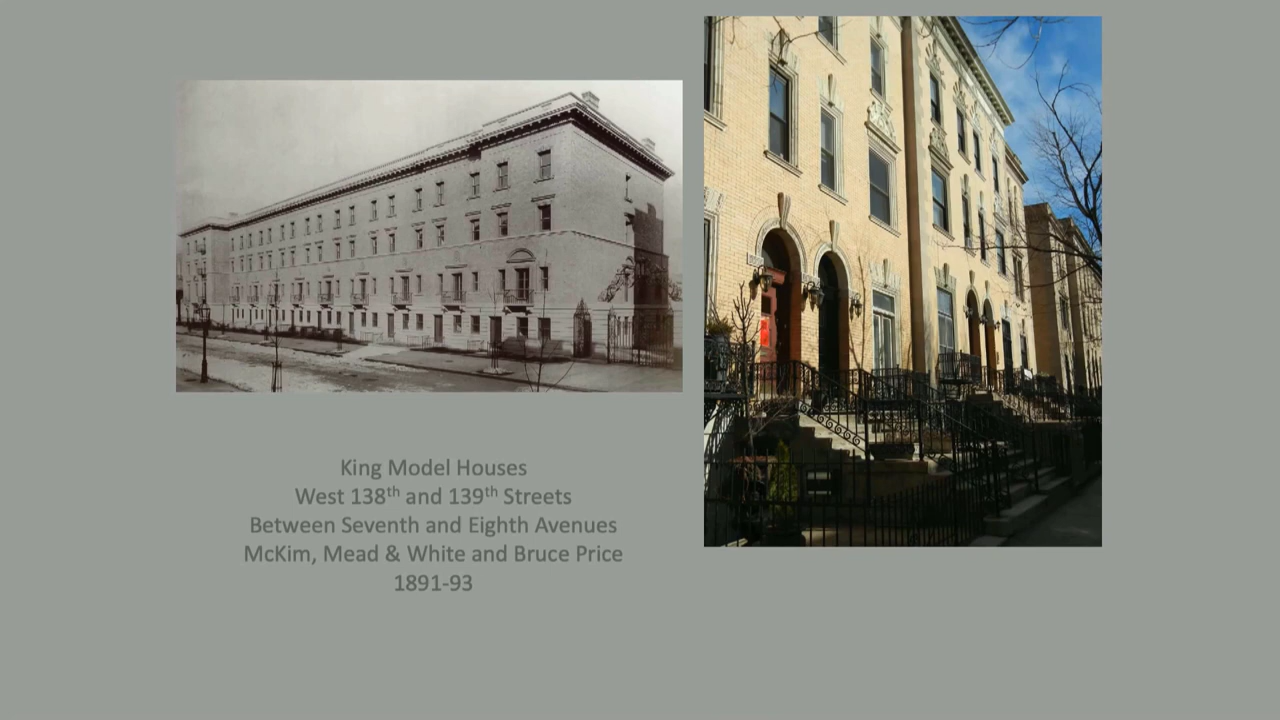 King Model Houses
West 138th and 139th Streets
Between Seventh and Eighth Avenues
McKim, Mead & White and Bruce Price
1891-93